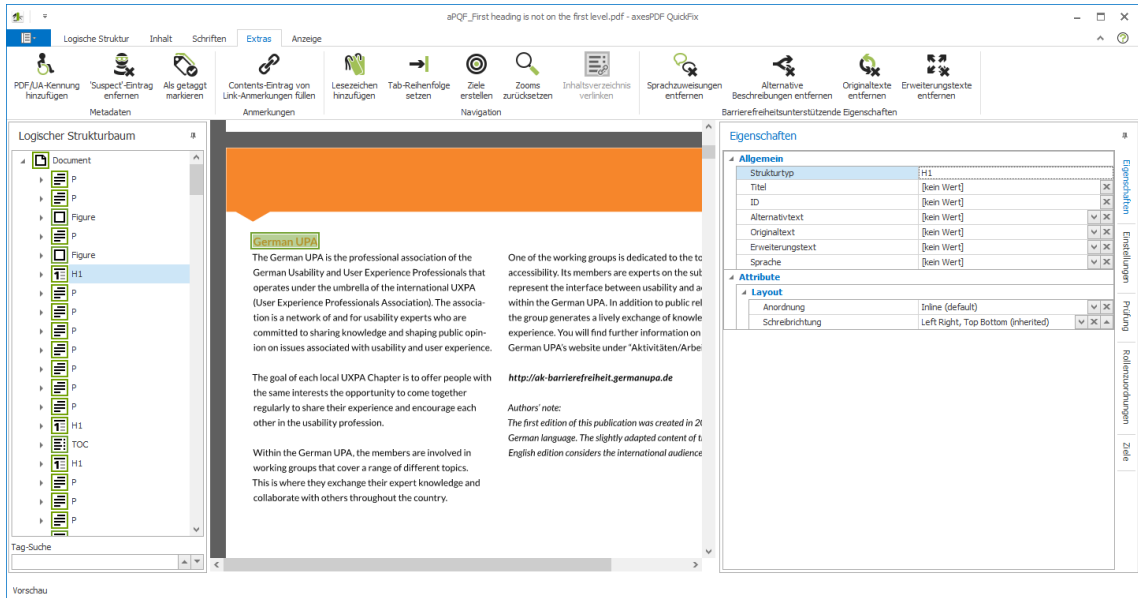 aPQF_First heading is not on the first level.pdf - axesPDF QuickFix
Logische Struktur Inhalt Schriften Extras Anzeige
PDF/UA-Kennung hinzufügen
'Suspect'-Eintrag entfernen
Als getaggt markieren
Contents-Eintrag von Link-Anmerkungen füllen
Lesezeichen hinzufügen
Tab-Reihenfolge setzen
Ziele erstellen
Zooms zurücksetzen
Inhaltsverzeichnis verlinken
Sprachzuweisungen entfernen
Alternative Beschreibungen entfernen
Originaltexte entfernen
Erweiterungstexte entfernen
Metadaten Anmerkungen Navigation Barrierefreiheitsunterstützende Eigenschaften
Logischer Strukturbaum
Document
P
P
Figure
P
Figure
H1
P
P
P
P
P
P
P
H1
TOC
H1
P
P
P
Tag-Suche
German UPA
The German UPA is the professional association of the
German Usability and User Experience Professionals that
operates under the umbrella of the international UXPA
(User Experience Professionals Association). The associa-
tion is a network of and for usability experts who are
committed to sharing knowledge and shaping public opin-
ion on issues associated with usability and user experience.
The goal of each local UXPA Chapter is to offer people with
the same interests the opportunity to come together
regularly to share their experience and encourage each
other in the usability profession.
Within the German UPA, the members are involved in
working groups that cover a range of different topics.
This is where they exchange their expert knowledge and
collaborate with others throughout the country.
One of the working groups is dedicated to the to
accessibility. Its members are experts on the sub
represent the interface between usability and a
within the German UPA. In addition to public rel
the group generates a lively exchange of knowle
experience. You will find further information on
German UPA's website under "Aktivitäten/Arbei
http://ak-barrierefreiheit.germanupa.de
Authors' note:
The first edition of this publication was created in 20
German language. The slightly adapted content of t
English edition considers the international audience
Eigenschaften
Allgemein
Strukturtyp H1
Titel [kein Wert]
ID [kein Wert]
Alternativtext [kein Wert]
Originaltext [kein Wert]
Erweiterungstext [kein Wert]
Sprache [kein Wert]
Attribute
Layout
Anordnung Inline (default)
Schreibrichtung Left Right, Top Bottom (inherited)
Eigenschaften
Einstellungen
Prüfung
Rollenzuordnungen
Ziele
Vorschau